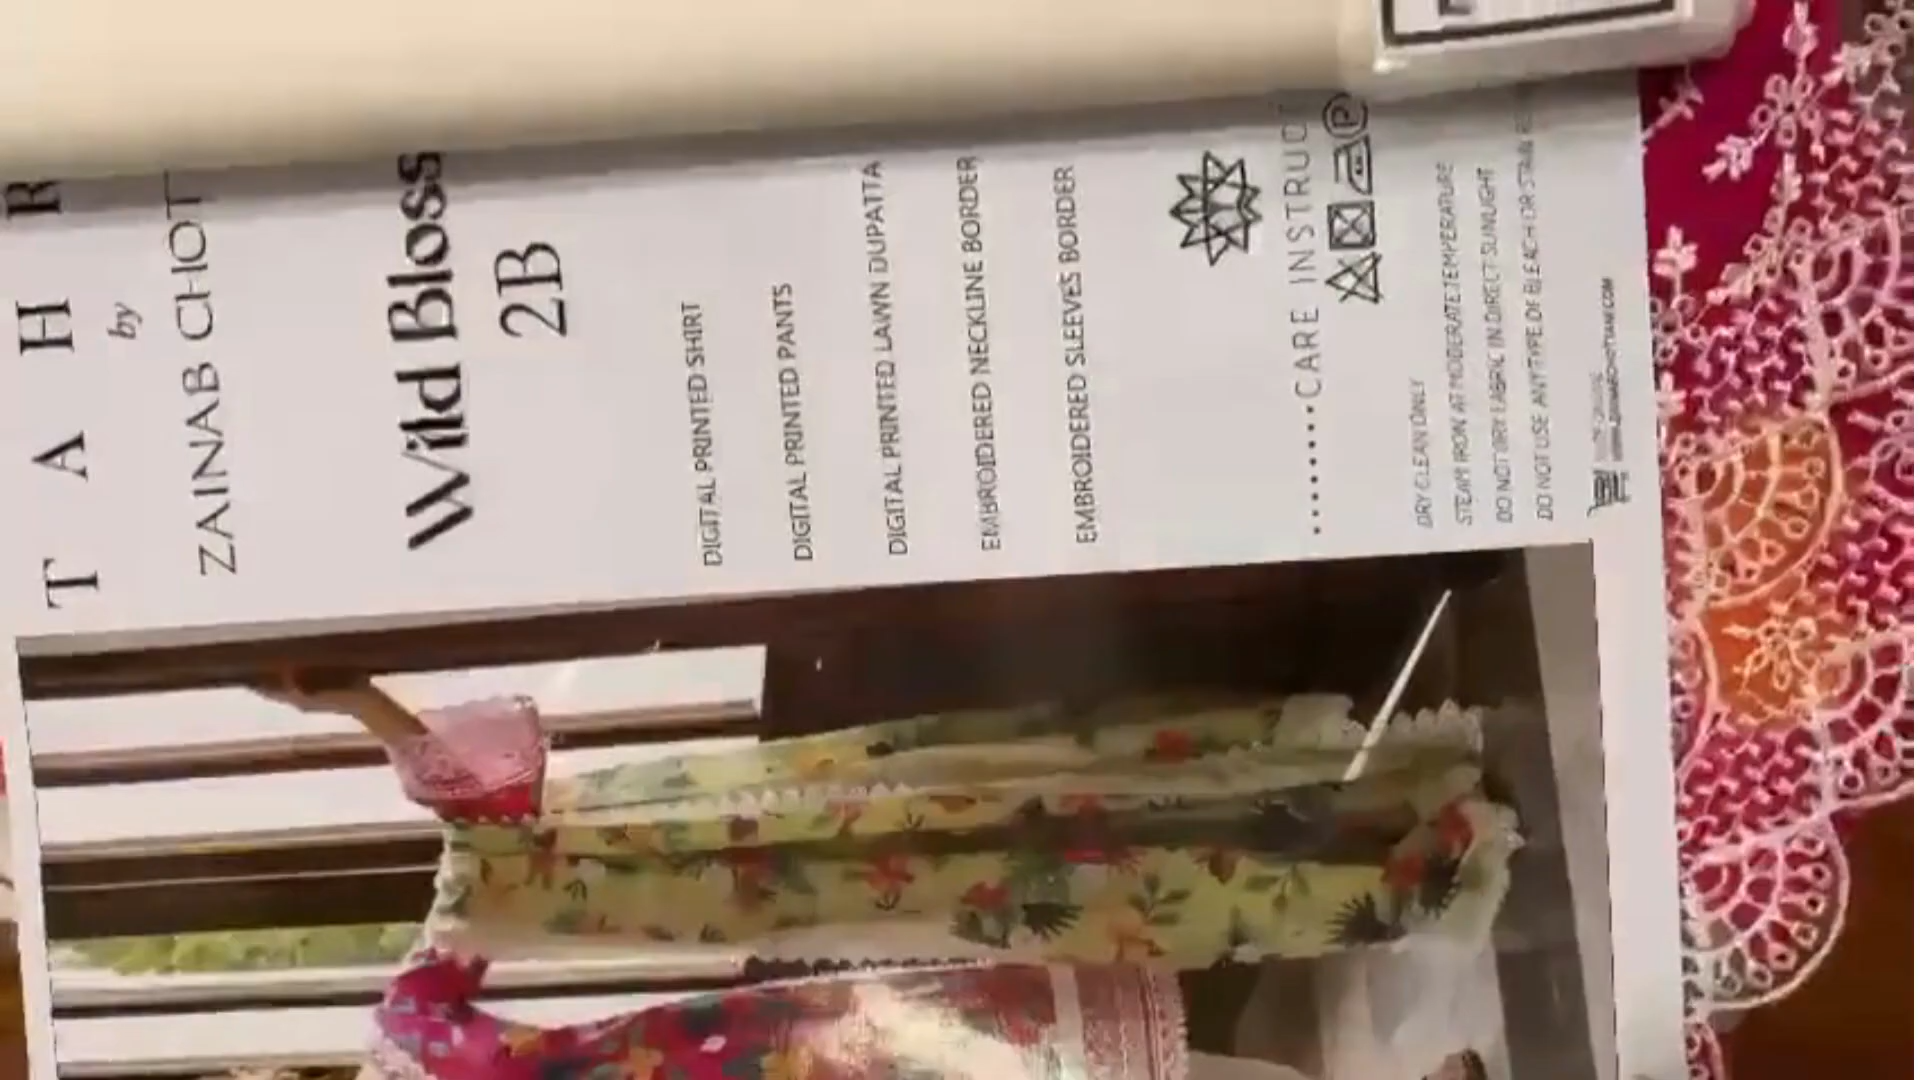 T A H R
by
ZAINAB CHOT
Wild Bloss
2B
DIGITAL PRINTED SHIRT
DIGITAL PRINTED PANTS
DIGITAL PRINTED LAWN DUPATTA
EMBROIDERED NECKLINE BORDER
EMBROIDERED SLEEVES BORDER
CARE INSTRUCT
P
DRY CLEAN ONLY
STEAM IRON AT MODERATE TEMPERATURE
DO NOT DRY FABRIC IN DIRECT SUNLIGHT
DO NOT USE ANY TYPE OF BLEACH OR STAIN